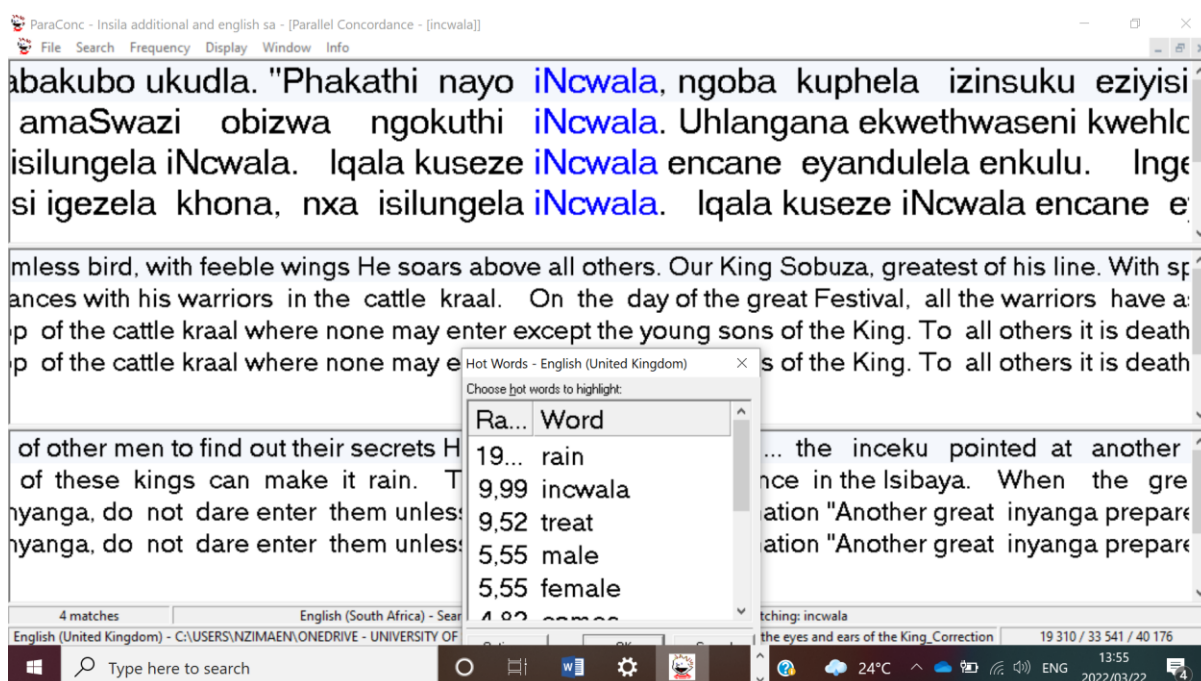 ParaConc - Insila additional and english sa - [Parallel Concordance - [incwala]]
File Search Frequency Display Window Info
abakubo ukudla. "Phakathi nayo iNcwala, ngoba kuphela izinsuku eziyisi
amaSwazi obizwa ngokuthi iNcwala. Uhlangana ekwethwaseni kwehlo
isilungela iNcwala. Iqala kuseze iNcwala encane eyandulela enkulu. Inge
si igezela khona, nxa isilungela iNcwala. Iqala kuseze iNcwala encane e
mless bird, with feeble wings He soars above all others. Our King Sobuza, greatest of his line. With sp
ances with his warriors in the cattle kraal. On the day of the great Festival, all the warriors have a
p of the cattle kraal where none may enter except the young sons of the King. To all others it is death
p of the cattle kraal where none may e s of the King. To all others it is death
Hot Words - English (United Kingdom)
Choose hot words to highlight:
Ra... Word
19... rain
9,99 incwala
9,52 treat
5,55 male
5,55 female
of other men to find out their secrets H ... the inceku pointed at another
of these kings can make it rain. T nce in the Isibaya. When the gre
nyanga, do not dare enter them unless ation "Another great inyanga prepare
nyanga, do not dare enter them unless ation "Another great inyanga prepare
4 matches English (South Africa) - Sear tching: incwala
English (United Kingdom) - C:\USERS\NZIMAEN\ONEDRIVE - UNIVERSITY OF the eyes and ears of the King_Correction 19 310 / 33 541 / 40 176
Type here to search 24°C ENG 13:55
2022/03/22 4